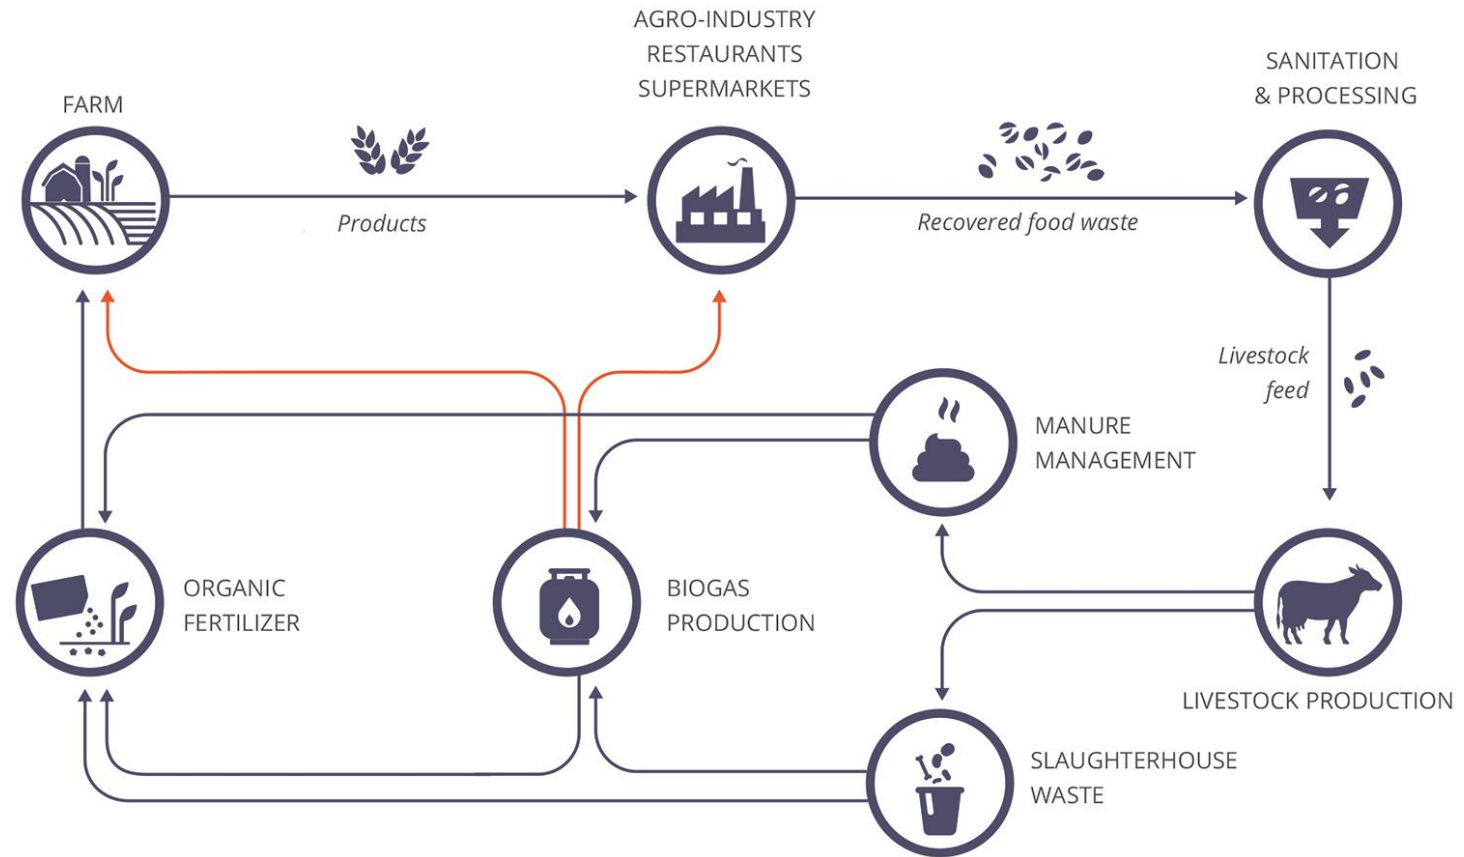 AGRO-INDUSTRY
RESTAURANTS
SUPERMARKETS
SANITATION
& PROCESSING
FARM
Products
Recovered food waste
Livestock
feed
MANURE
MANAGEMENT
ORGANIC
FERTILIZER
BIOGAS
PRODUCTION
LIVESTOCK PRODUCTION
SLAUGHTERHOUSE
WASTE